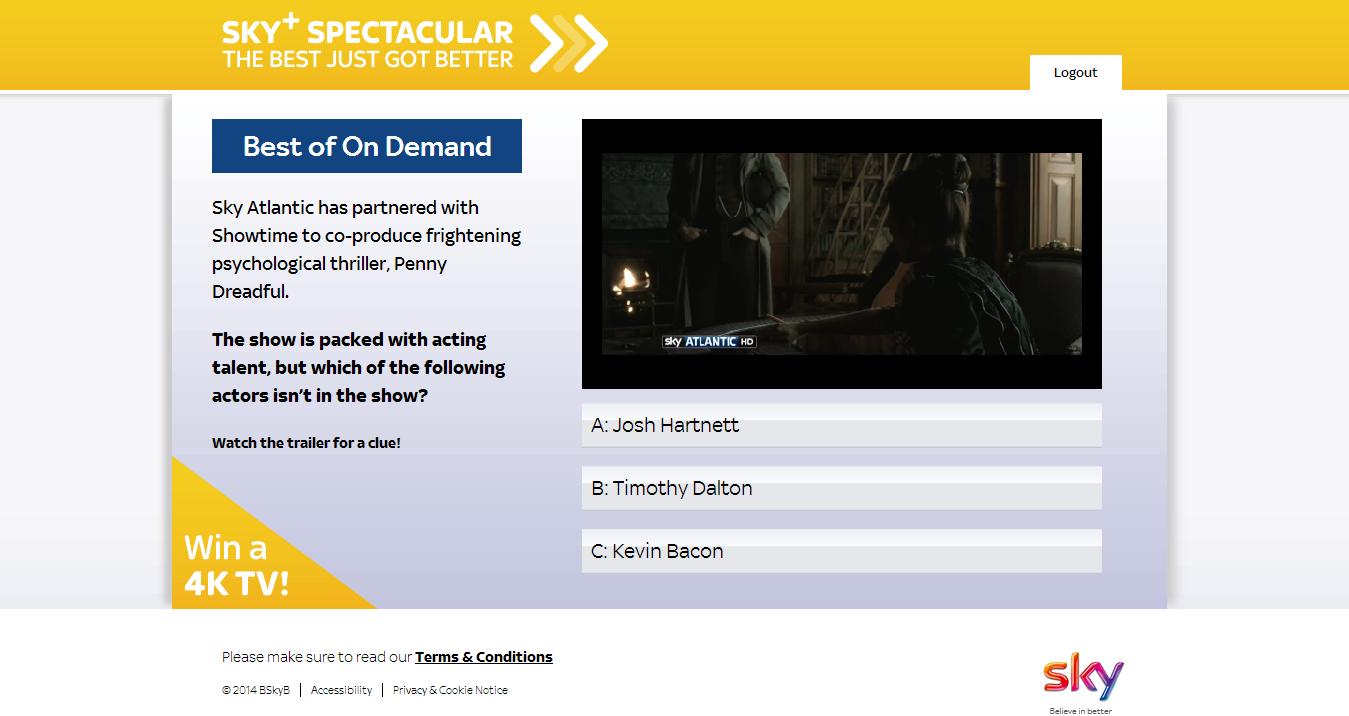 SKY+ SPECTACULAR
THE BEST JUST GOT BETTER
Logout
Best of On Demand
Sky Atlantic has partnered with
Showtime to co-produce frightening
psychological thriller, Penny
Dreadful.
The show is packed with acting
talent, but which of the following
actors isn't in the show?
Watch the trailer for a clue!
Win a
4K TV!
sky ATLANTIC HD
A: Josh Hartnett
B: Timothy Dalton
C: Kevin Bacon
Please make sure to read our Terms & Conditions
© 2014 BSkyB | Accessibility | Privacy & Cookie Notice
sky
Believe in better